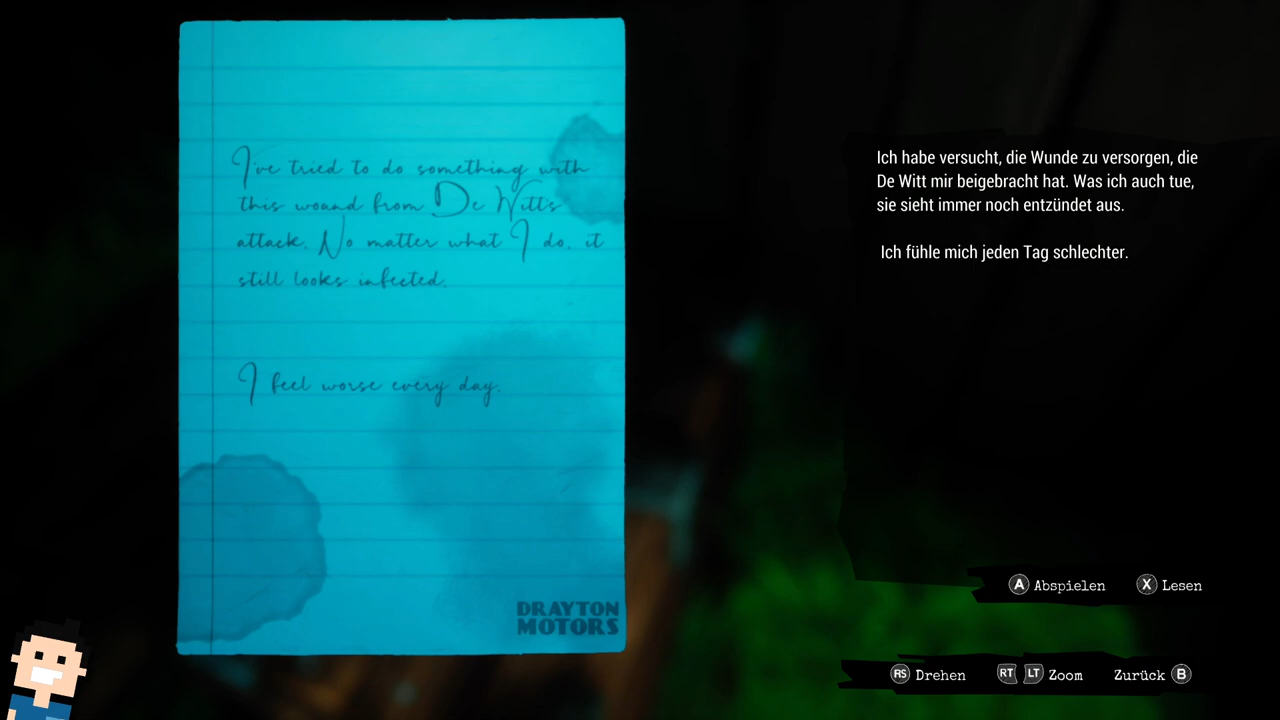 I've tried to do something with
this wound from De Witt's
attack. No matter what I do, it
still looks infected.
I feel worse every day.
DRAYTON
MOTORS
Ich habe versucht, die Wunde zu versorgen, die
De Witt mir beigebracht hat. Was ich auch tue,
sie sieht immer noch entzündet aus.
Ich fühle mich jeden Tag schlechter.
A Abspielen X Lesen
RS Drehen RT LT Zoom Zurück B